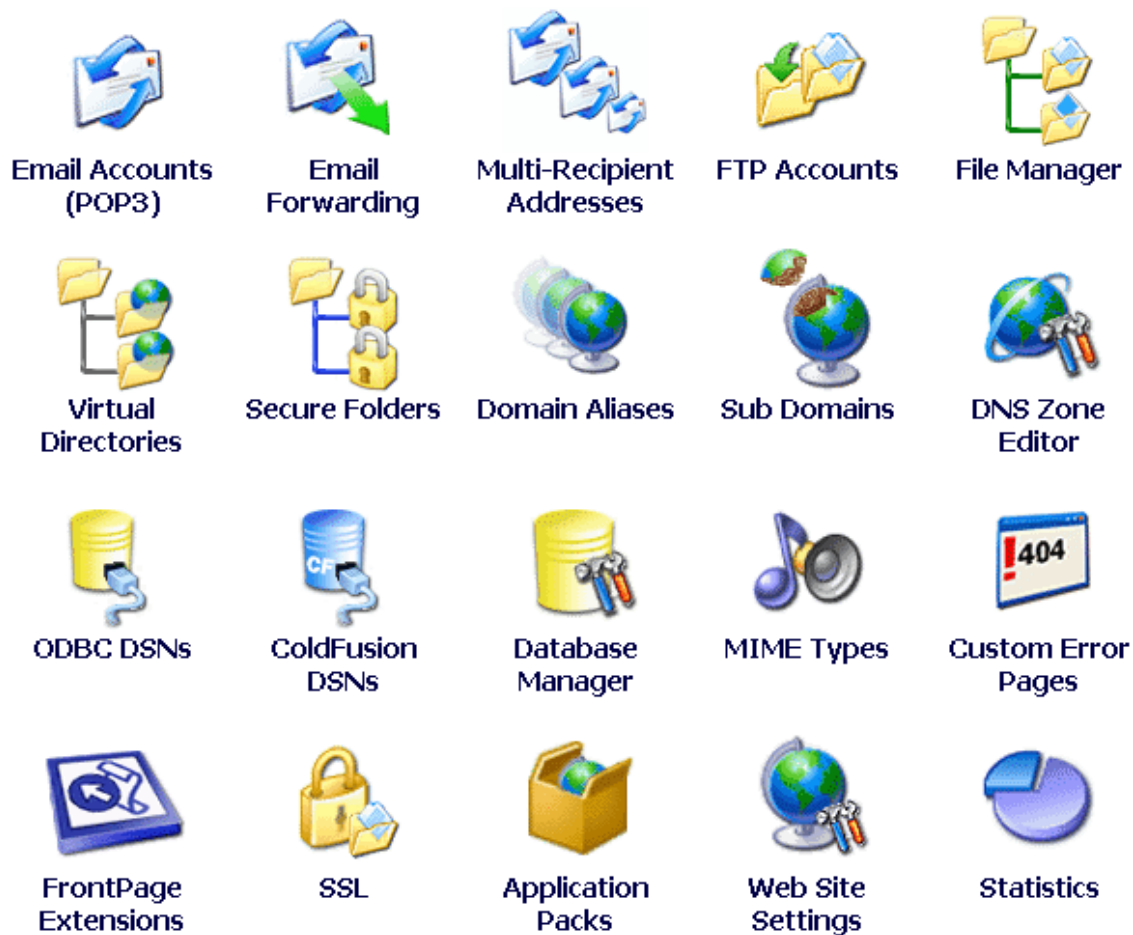 Email Accounts
(POP3)
Email
Forwarding
Multi-Recipient
Addresses
FTP Accounts
File Manager
Virtual
Directories
Secure Folders
Domain Aliases
Sub Domains
DNS Zone
Editor
ODBC DSNs
CF
ColdFusion
DSNs
Database
Manager
MIME Types
!404
Custom Error
Pages
FrontPage
Extensions
SSL
Application
Packs
Web Site
Settings
Statistics